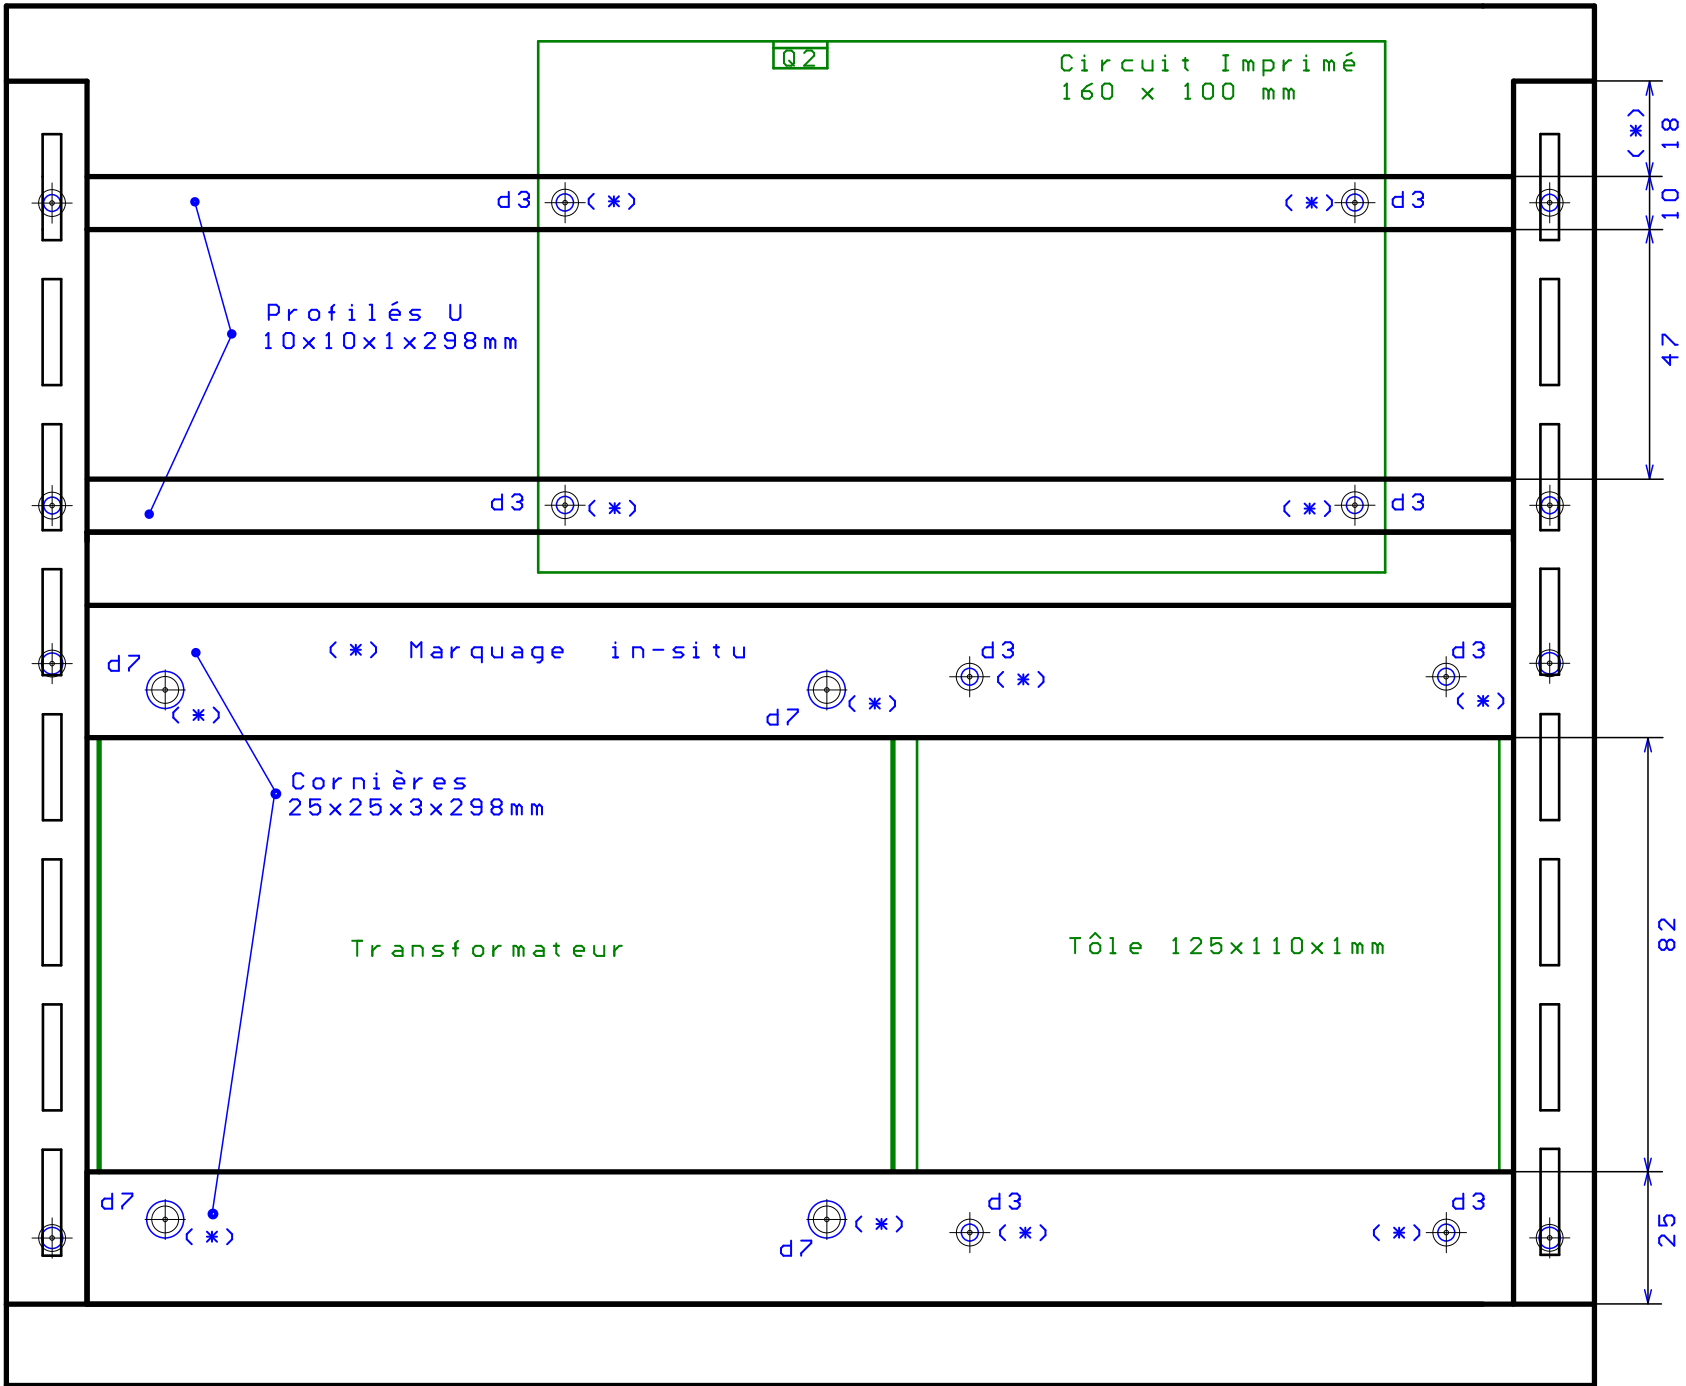 Q2
Circuit Imprimé
160 x 100 mm
(*)
18
d3 (*)
(*) d3
10
Profilés U
10x10x1x298mm
47
d3 (*)
(*) d3
(*) Marquage in-situ
d7
(*)
d7
(*)
d3
(*)
d3
(*)
Cornières
25x25x3x298mm
Transformateur
Tôle 125x110x1mm
82
d7
(*)
d7
(*)
d3
(*)
d3
(*)
25